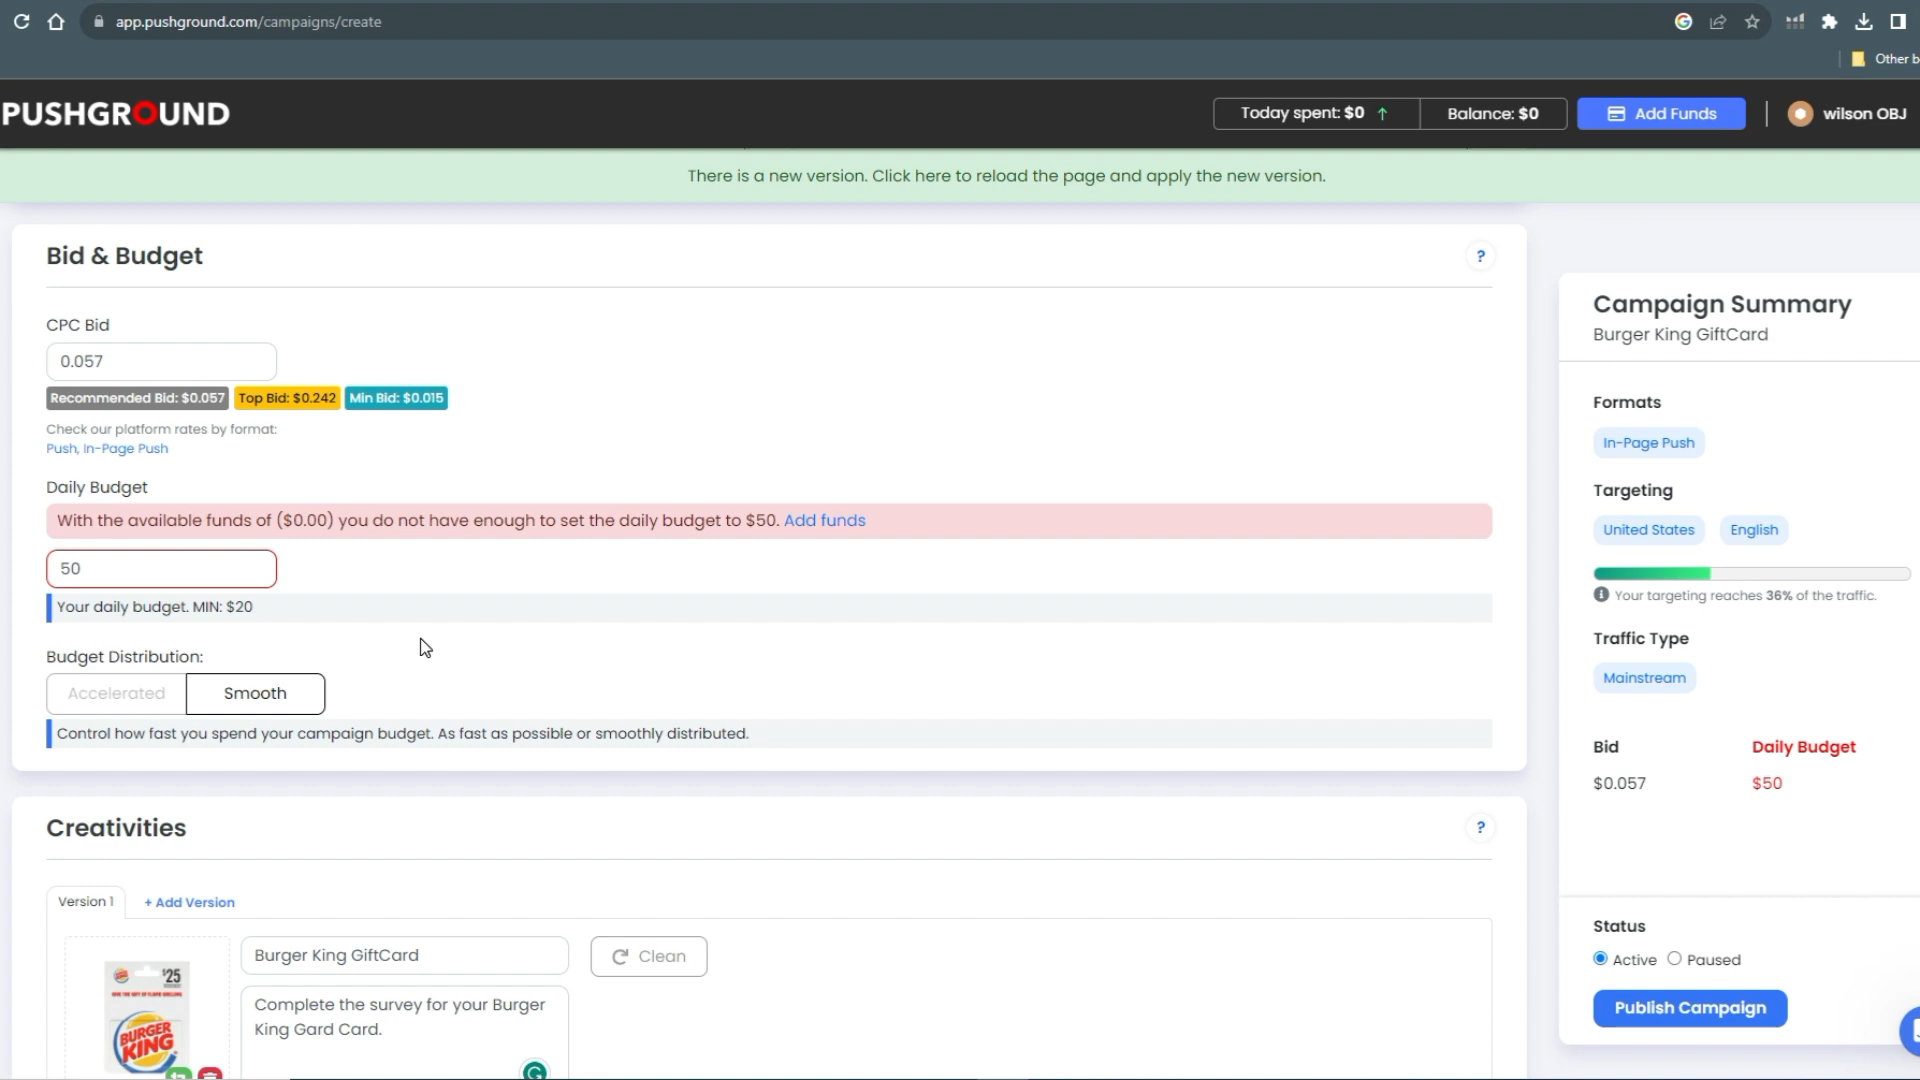 app.pushground.com/campaigns/create
Other b
PUSHGROUND
Today spent: $0 ↑
Balance: $0
Add Funds
wilson OBJ
There is a new version. Click here to reload the page and apply the new version.
Bid & Budget
?
CPC Bid
0.057
Recommended Bid: $0.057
Top Bid: $0.242
Min Bid: $0.015
Check our platform rates by format:
Push, In-Page Push
Daily Budget
With the available funds of ($0.00) you do not have enough to set the daily budget to $50. Add funds
50
Your daily budget. MIN: $20
Budget Distribution:
Accelerated
Smooth
Control how fast you spend your campaign budget. As fast as possible or smoothly distributed.
Creativities
?
Version 1
+ Add Version
$25
BURGER
KING
Burger King GiftCard
Clean
Complete the survey for your Burger
King Gard Card.
Campaign Summary
Burger King GiftCard
Formats
In-Page Push
Targeting
United States
English
Your targeting reaches 36% of the traffic.
Traffic Type
Mainstream
Bid
Daily Budget
$0.057
$50
Status
Active
Paused
Publish Campaign